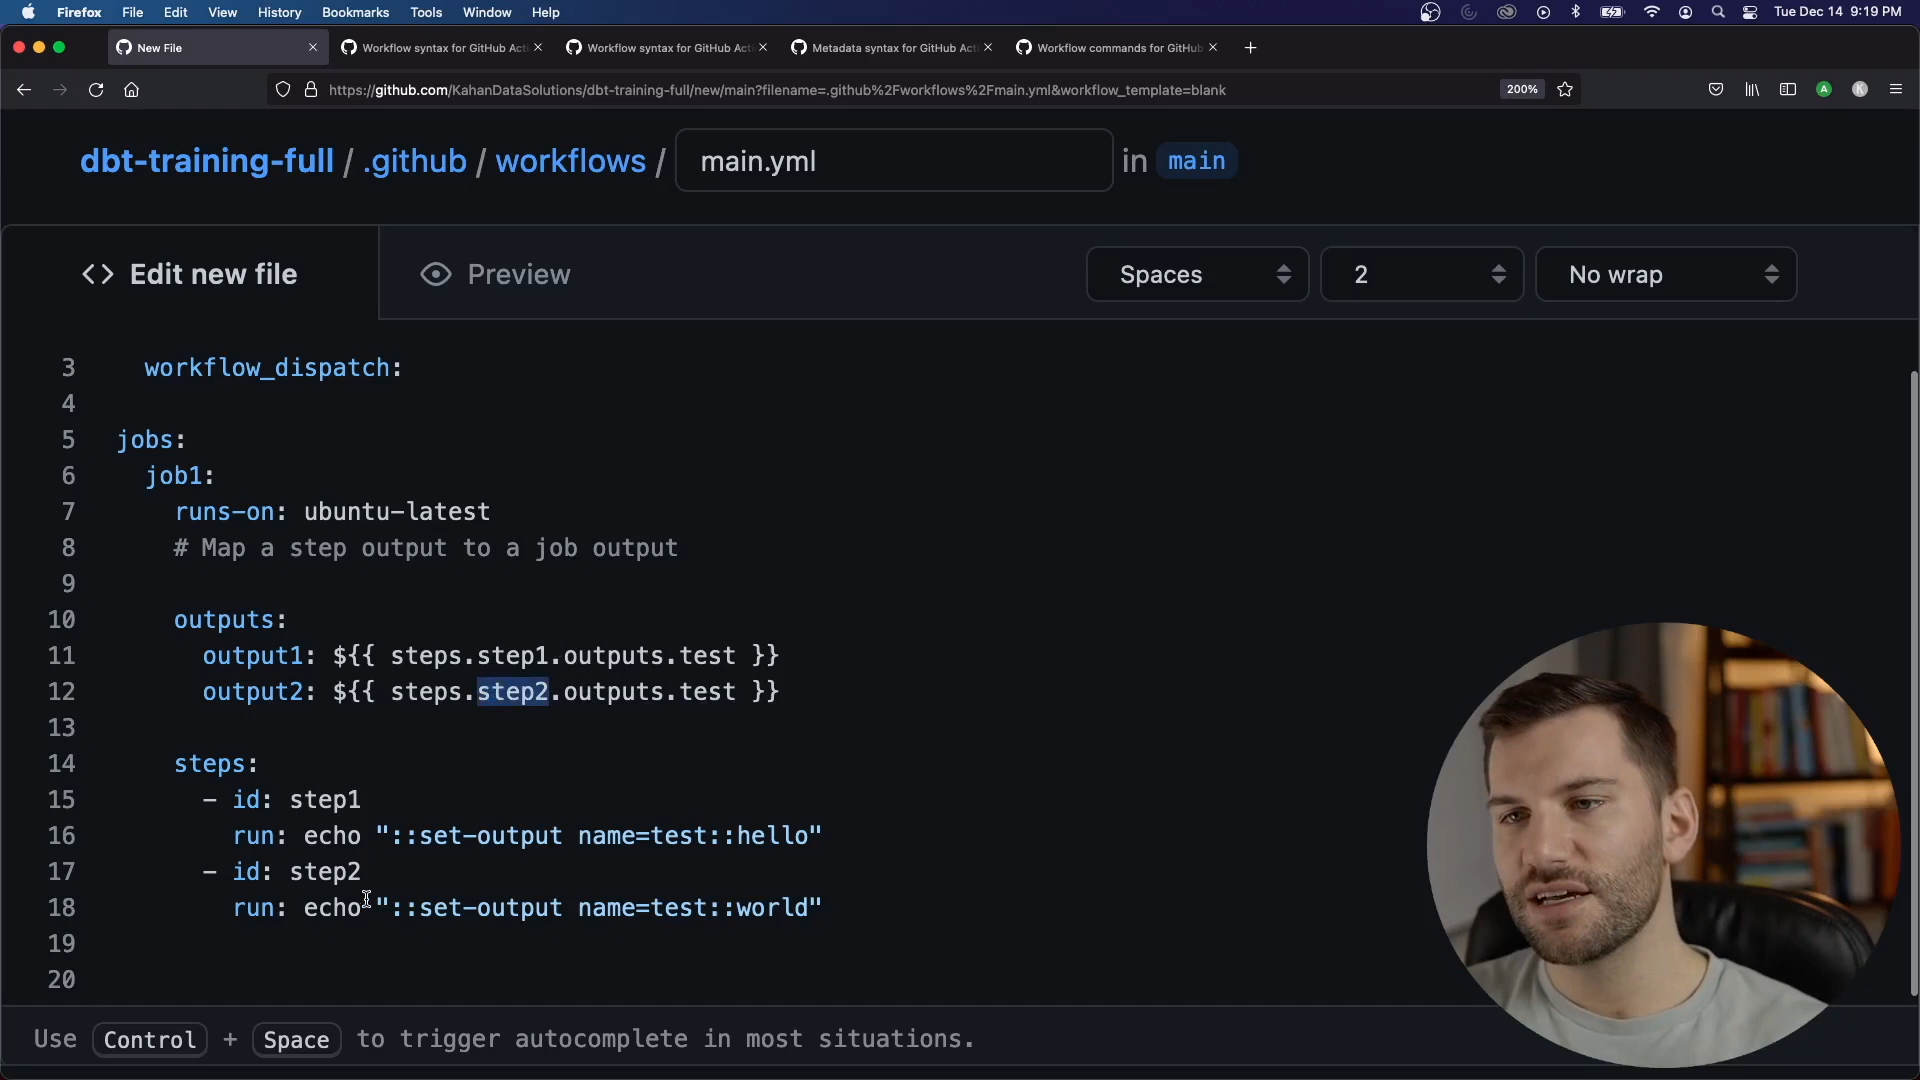 Firefox File Edit View History Bookmarks Tools Window Help Tue Dec 14 9:19 PM
New File Workflow syntax for GitHub Acti Workflow syntax for GitHub Acti Metadata syntax for GitHub Acti Workflow commands for GitHub
https://github.com/KahanDataSolutions/dbt-training-full/new/main?filename=.github%2Fworkflows%2Fmain.yml&workflow_template=blank 200% A K
dbt-training-full / .github / workflows / main.yml in main
<> Edit new file Preview Spaces 2 No wrap
3 workflow_dispatch:
4
5 jobs:
6 job1:
7 runs-on: ubuntu-latest
8 # Map a step output to a job output
9
10 outputs:
11 output1: ${{ steps.step1.outputs.test }}
12 output2: ${{ steps.step2.outputs.test }}
13
14 steps:
15 - id: step1
16 run: echo "::set-output name=test::hello"
17 - id: step2
18 run: echo "::set-output name=test::world"
19
20
Use Control + Space to trigger autocomplete in most situations.